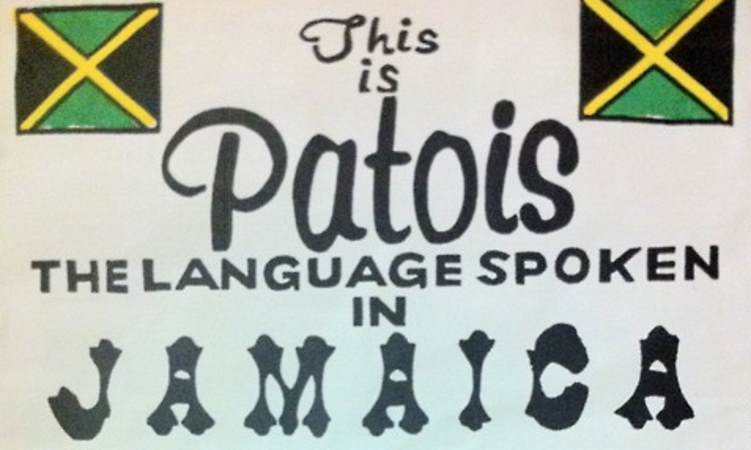 This
is
Patois
THE LANGUAGE SPOKEN
IN
JAMAICA